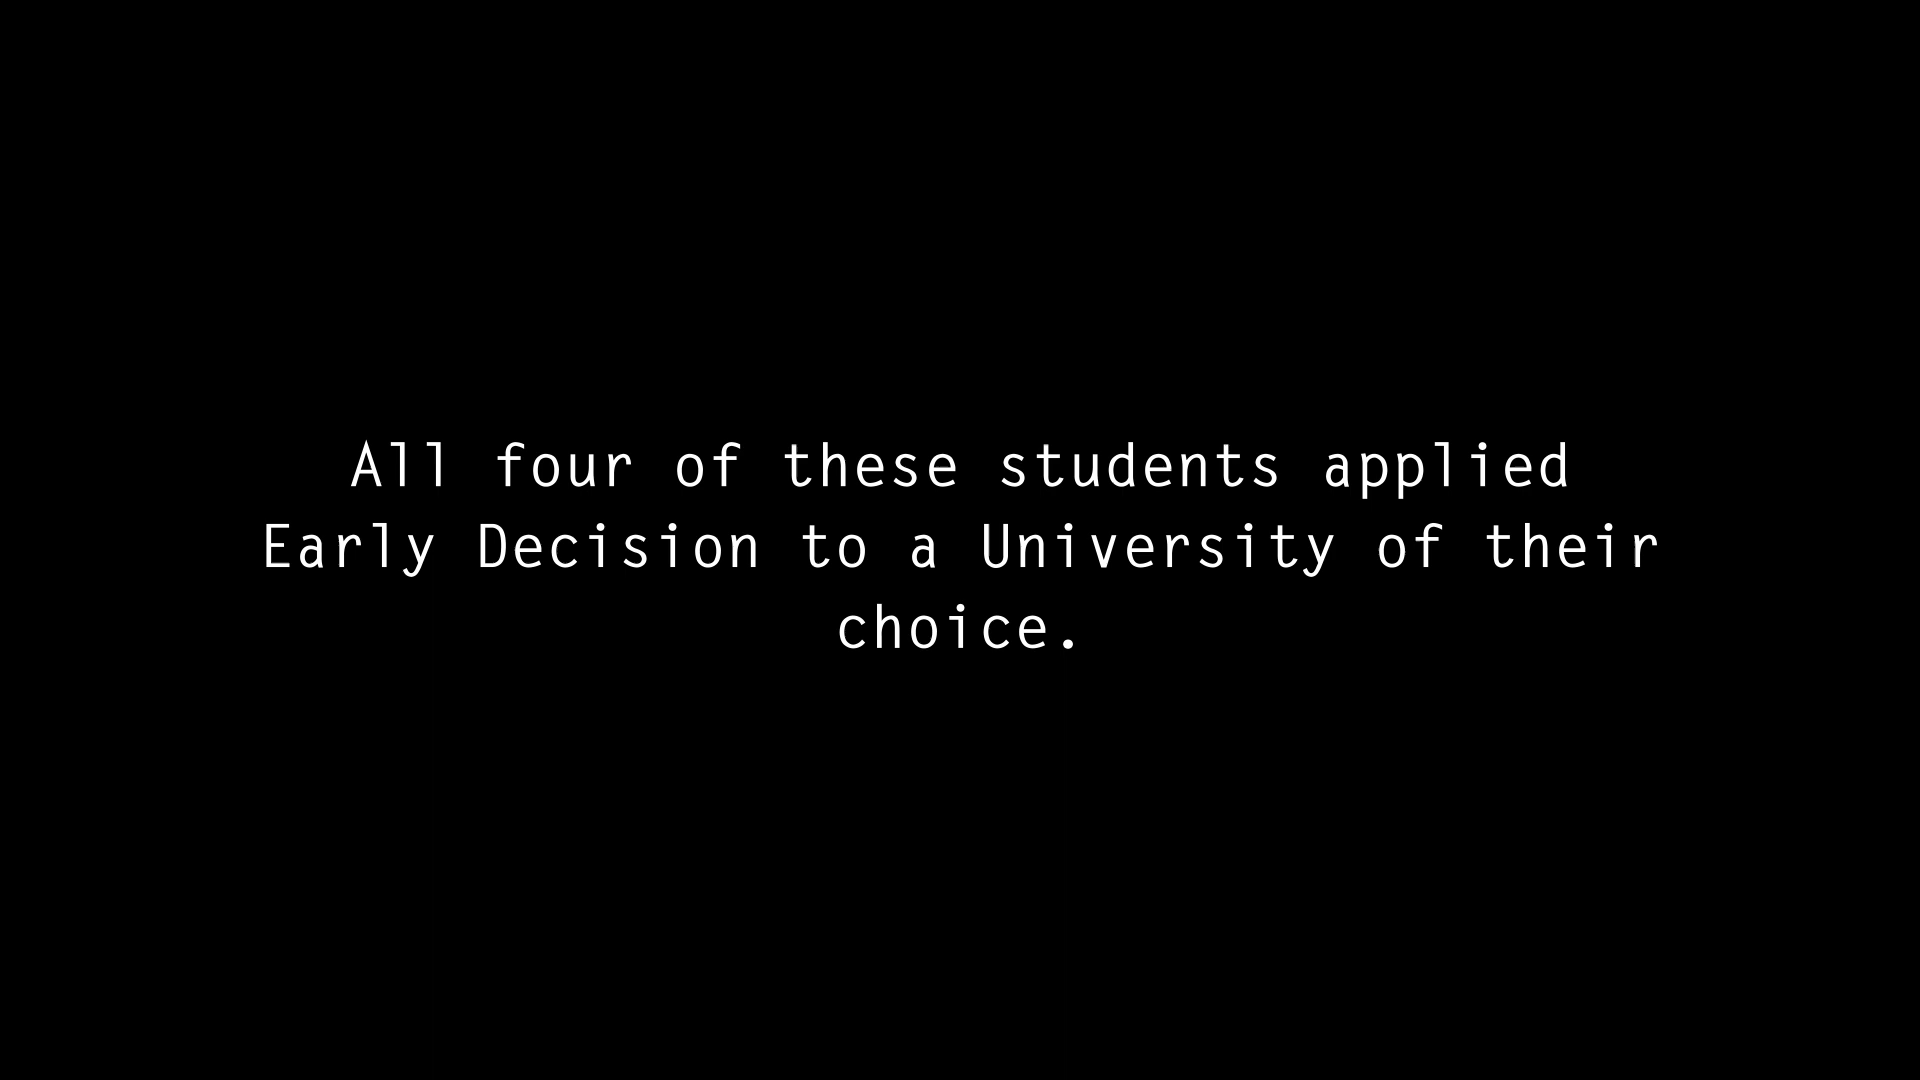 All four of these students applied
Early Decision to a University of their
choice.